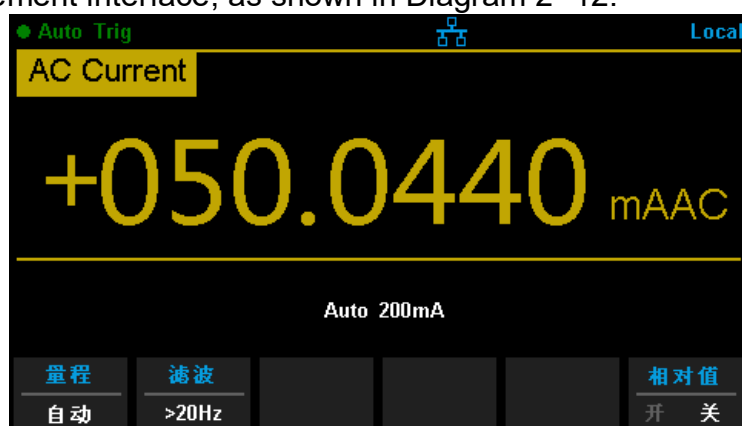 ement interface, as shown in Diagram 2- 12.
Auto Trig Local
AC Current
+050.0440 mAAC
Auto 200mA
量程 滤波 相对值
自动 >20Hz 开 关